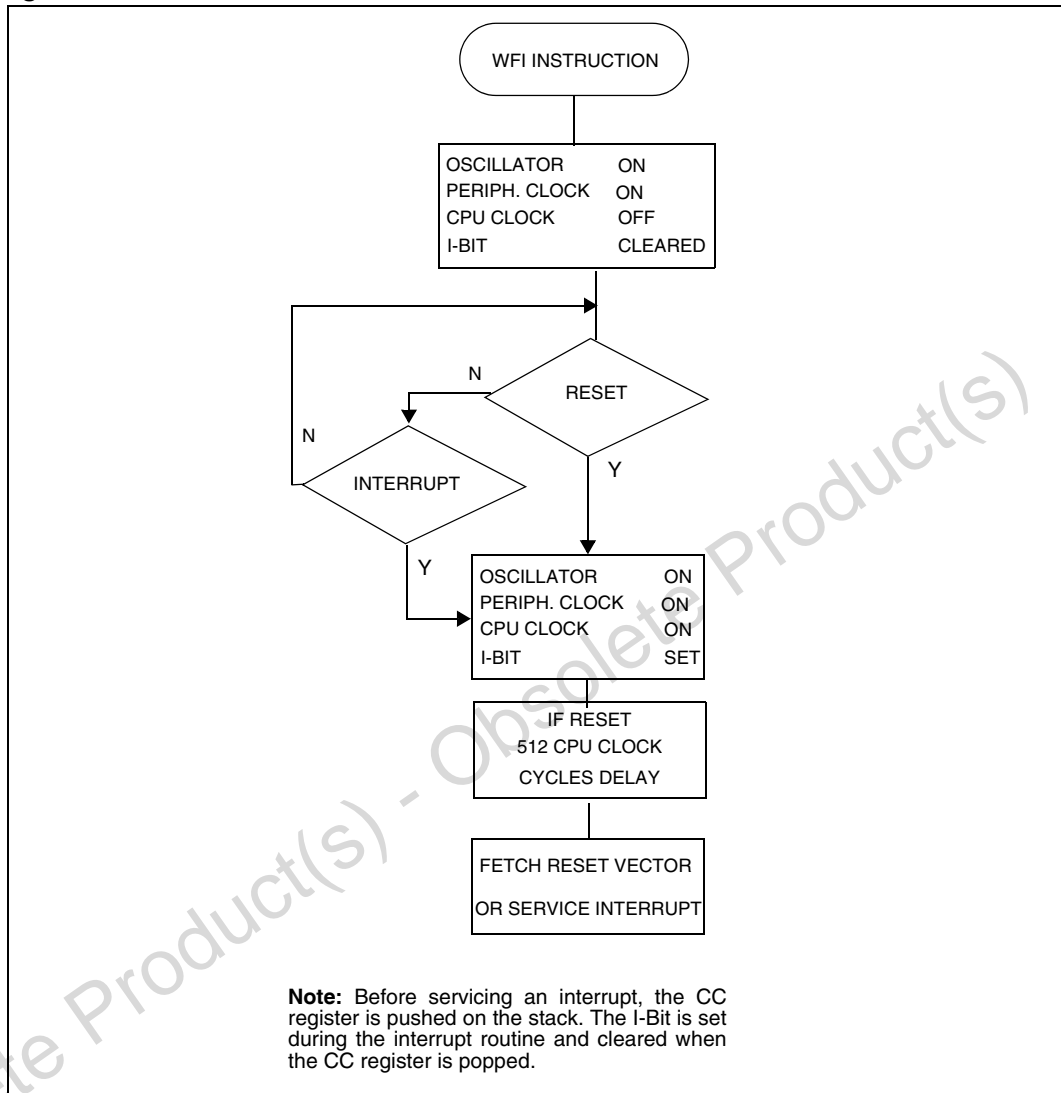 WFI INSTRUCTION
OSCILLATOR ON
PERIPH. CLOCK ON
CPU CLOCK OFF
I-BIT CLEARED
N
RESET
N
INTERRUPT
Y
Y
OSCILLATOR ON
PERIPH. CLOCK ON
CPU CLOCK ON
I-BIT SET
IF RESET
512 CPU CLOCK
CYCLES DELAY
FETCH RESET VECTOR
OR SERVICE INTERRUPT
Note: Before servicing an interrupt, the CC
register is pushed on the stack. The I-Bit is set
during the interrupt routine and cleared when
the CC register is popped.
Product(s) - Obsolete Product(s)